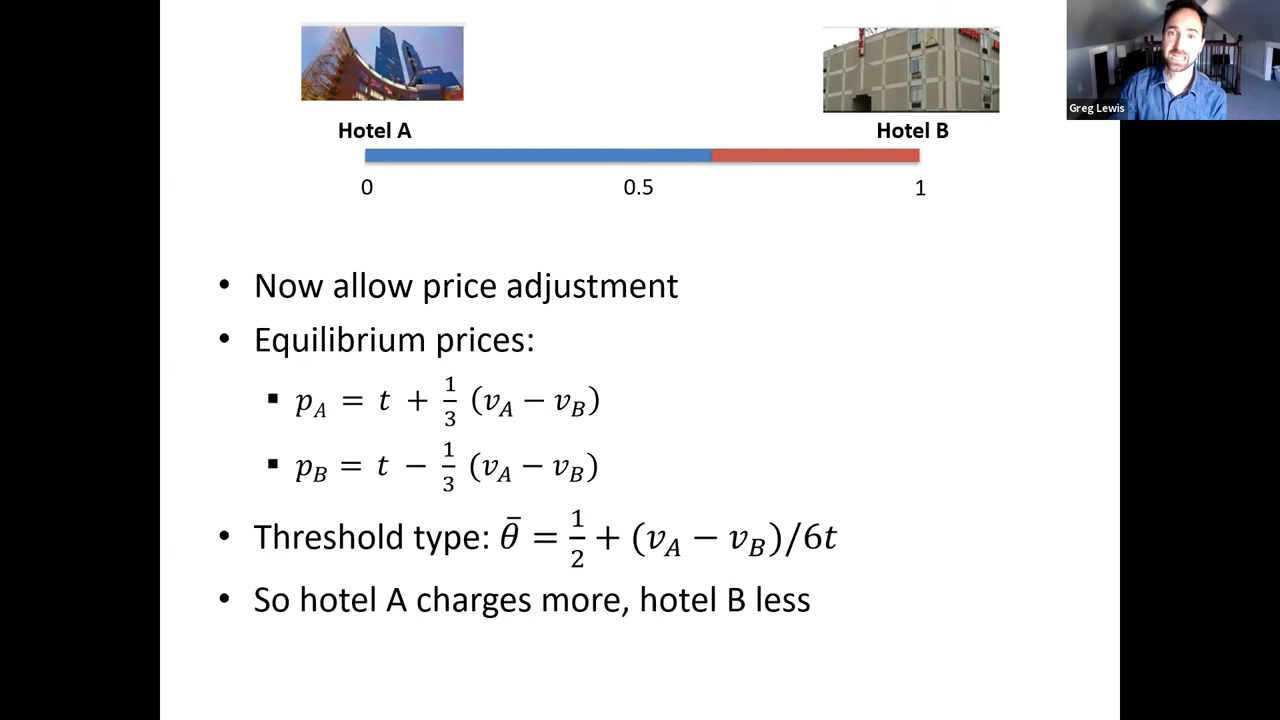 Greg Lewis
Hotel A
Hotel B
0
0.5
1
• Now allow price adjustment
• Equilibrium prices:
▪ p_A = t + 1/3 (v_A − v_B)
▪ p_B = t − 1/3 (v_A − v_B)
• Threshold type: θ̄ = 1/2 + (v_A − v_B)/6t
• So hotel A charges more, hotel B less